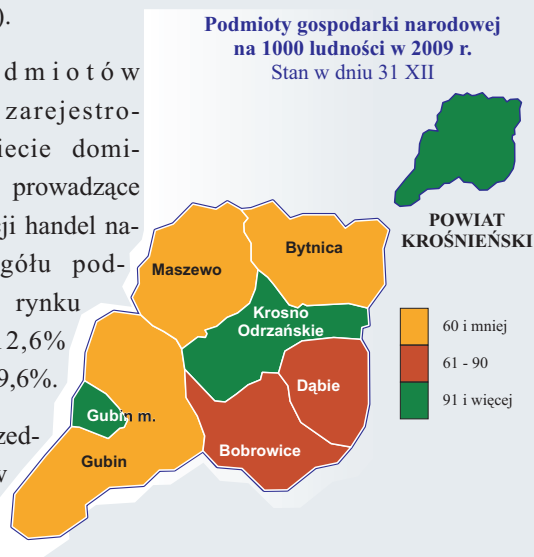 ).
dmiotów
zarejestro-
iecie domi-
prowadzące
ji handel na-
gółu pod-
rynku
12,6%
9,6%.
zed-
w
Podmioty gospodarki narodowej
na 1000 ludności w 2009 r.
Stan w dniu 31 XII
POWIAT
KROŚNIEŃSKI
Bytnica
Maszewo
Krosno
Odrzańskie
Dąbie
Gubin m.
Bobrowice
Gubin
60 i mniej
61 - 90
91 i więcej